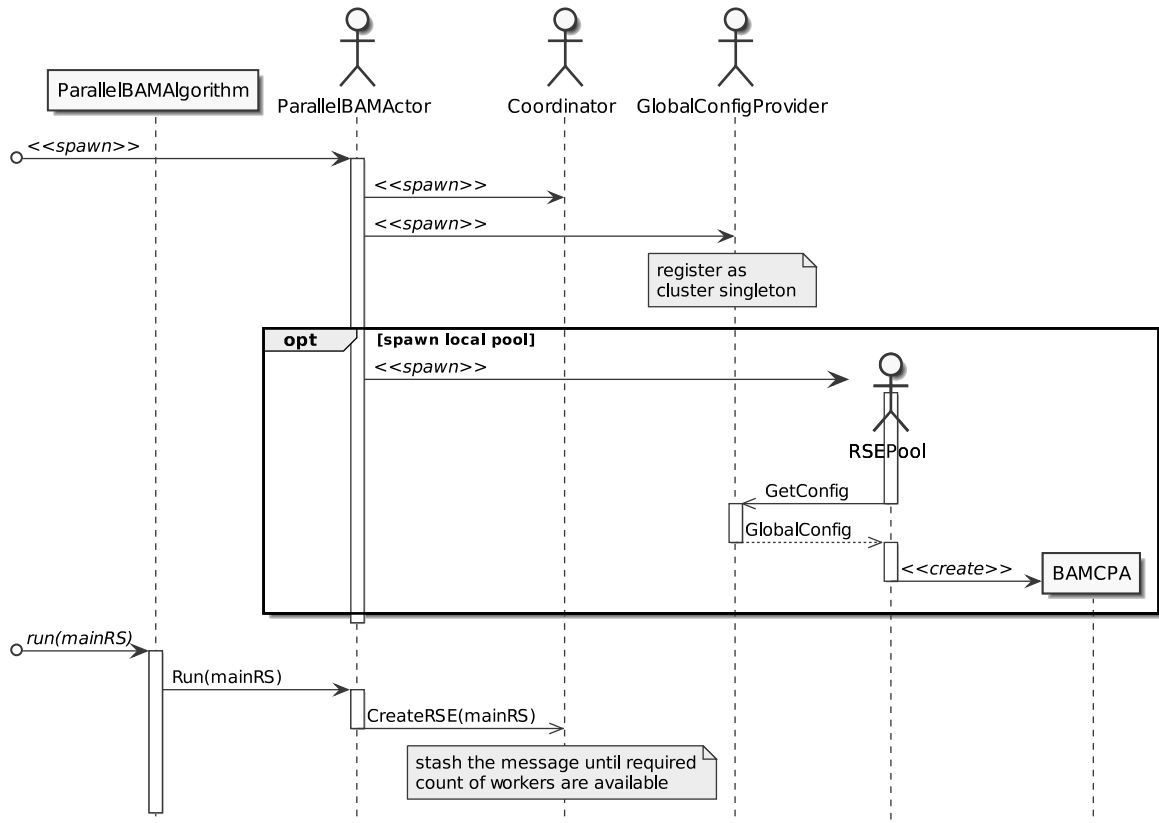 ParallelBAMAlgorithm
ParallelBAMActor
Coordinator
GlobalConfigProvider
<<spawn>>
<<spawn>>
<<spawn>>
register as
cluster singleton
opt
[spawn local pool]
<<spawn>>
RSEPool
GetConfig
GlobalConfig
<<create>>
BAMCPA
run(mainRS)
Run(mainRS)
CreateRSE(mainRS)
stash the message until required
count of workers are available